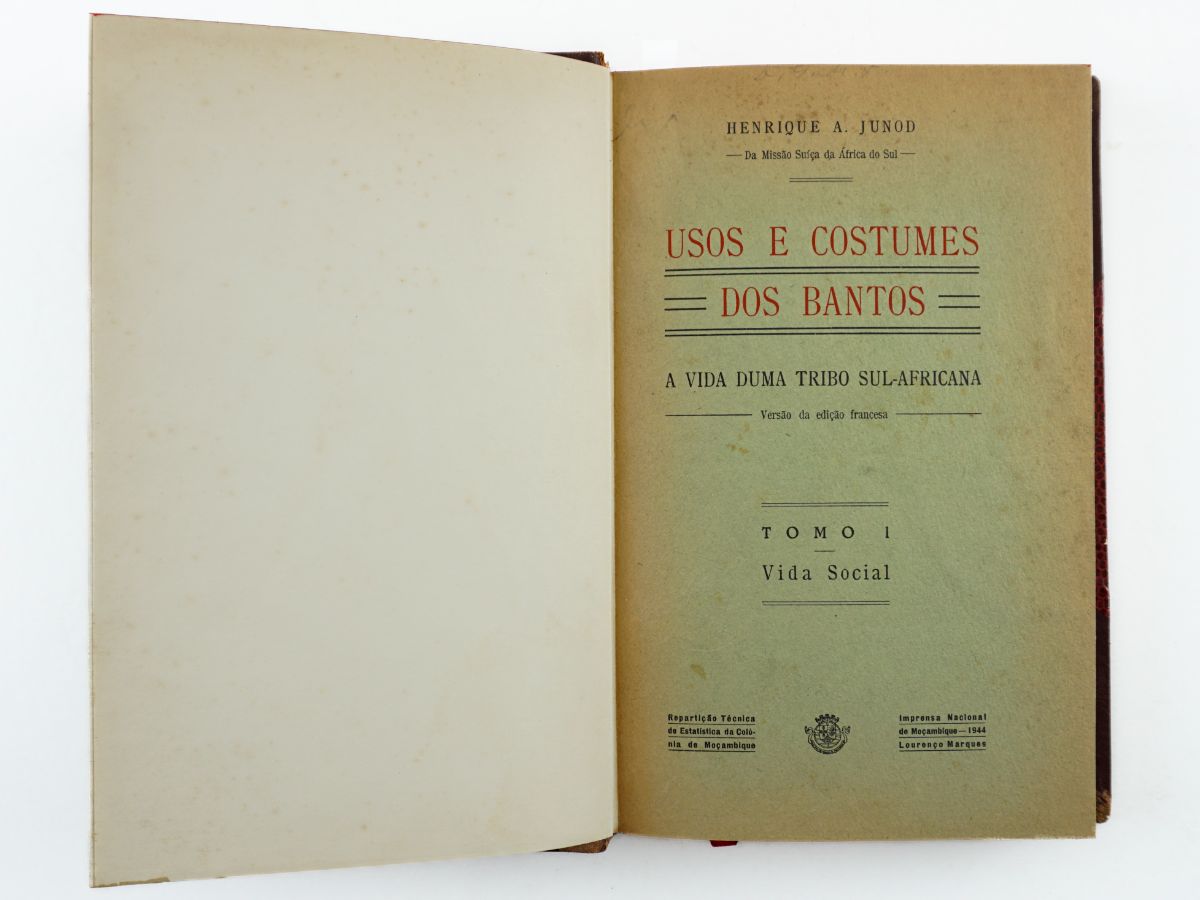 HENRIQUE A. JUNOD
Da Missão Suíça da África do Sul
USOS E COSTUMES
DOS BANTOS
A VIDA DUMA TRIBO SUL-AFRICANA
Versão da edição francesa
TOMO I
Vida Social
Repartição Técnica
de Estatística da Coló-
nia de Moçambique
Imprensa Nacional
de Moçambique—1944
Lourenço Marques